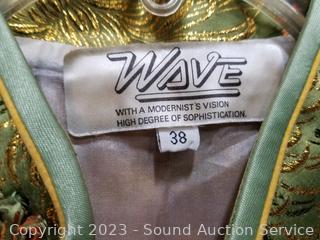 WAVE
WITH A MODERNIST'S VISION
HIGH DEGREE OF SOPHISTICATION.
38
Copyright 2023 - Sound Auction Service